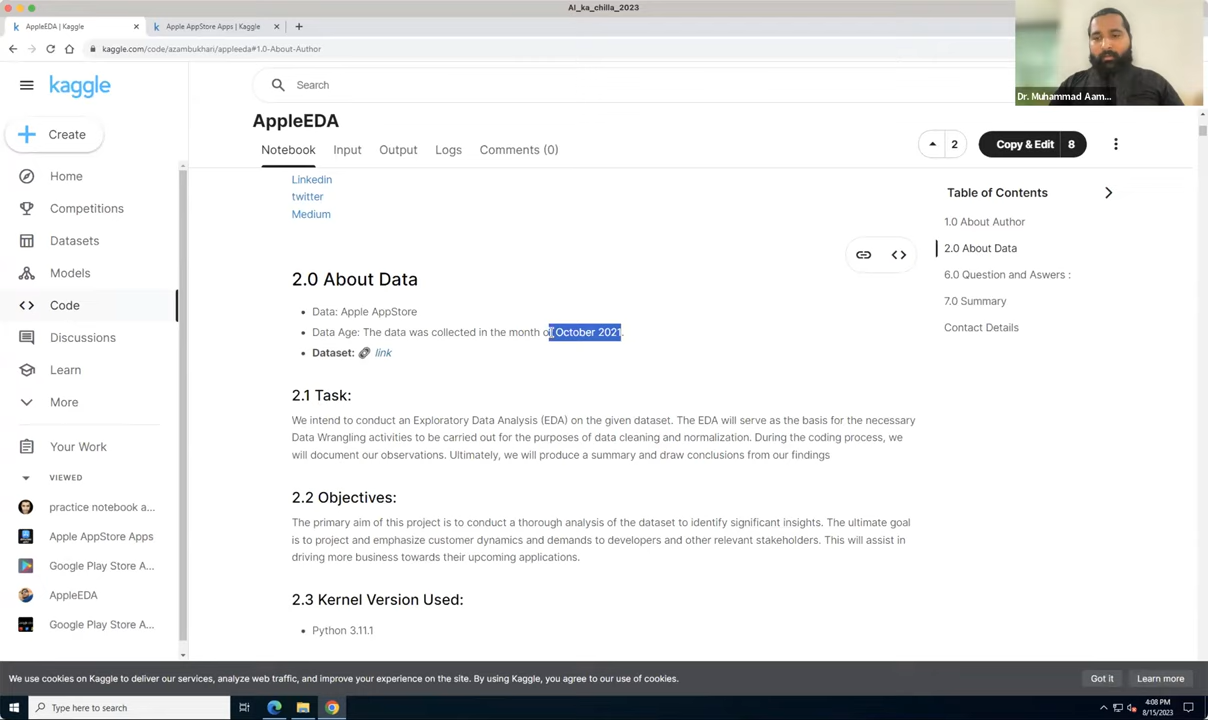 AI_ka_chilla_2023
AppleEDA | Kaggle
Apple AppStore Apps | Kaggle
kaggle.com/code/azambukhari/appleeda#1.0-About-Author
Dr. Muhammad Aam...
kaggle
Search
Create
AppleEDA
2
Copy & Edit
8
Notebook
Input
Output
Logs
Comments (0)
Home
Competitions
Datasets
Models
Code
Discussions
Learn
More
Your Work
VIEWED
practice notebook a...
Apple AppStore Apps
Google Play Store A...
AppleEDA
Google Play Store A...
Linkedin
twitter
Medium
2.0 About Data
Data: Apple AppStore
Data Age: The data was collected in the month of October 2021.
Dataset: link
2.1 Task:
We intend to conduct an Exploratory Data Analysis (EDA) on the given dataset. The EDA will serve as the basis for the necessary
Data Wrangling activities to be carried out for the purposes of data cleaning and normalization. During the coding process, we
will document our observations. Ultimately, we will produce a summary and draw conclusions from our findings
2.2 Objectives:
The primary aim of this project is to conduct a thorough analysis of the dataset to identify significant insights. The ultimate goal
is to project and emphasize customer dynamics and demands to developers and other relevant stakeholders. This will assist in
driving more business towards their upcoming applications.
2.3 Kernel Version Used:
Python 3.11.1
Table of Contents
1.0 About Author
2.0 About Data
6.0 Question and Aswers :
7.0 Summary
Contact Details
We use cookies on Kaggle to deliver our services, analyze web traffic, and improve your experience on the site. By using Kaggle, you agree to our use of cookies.
Got it
Learn more
Type here to search
4:08 PM
8/15/2023